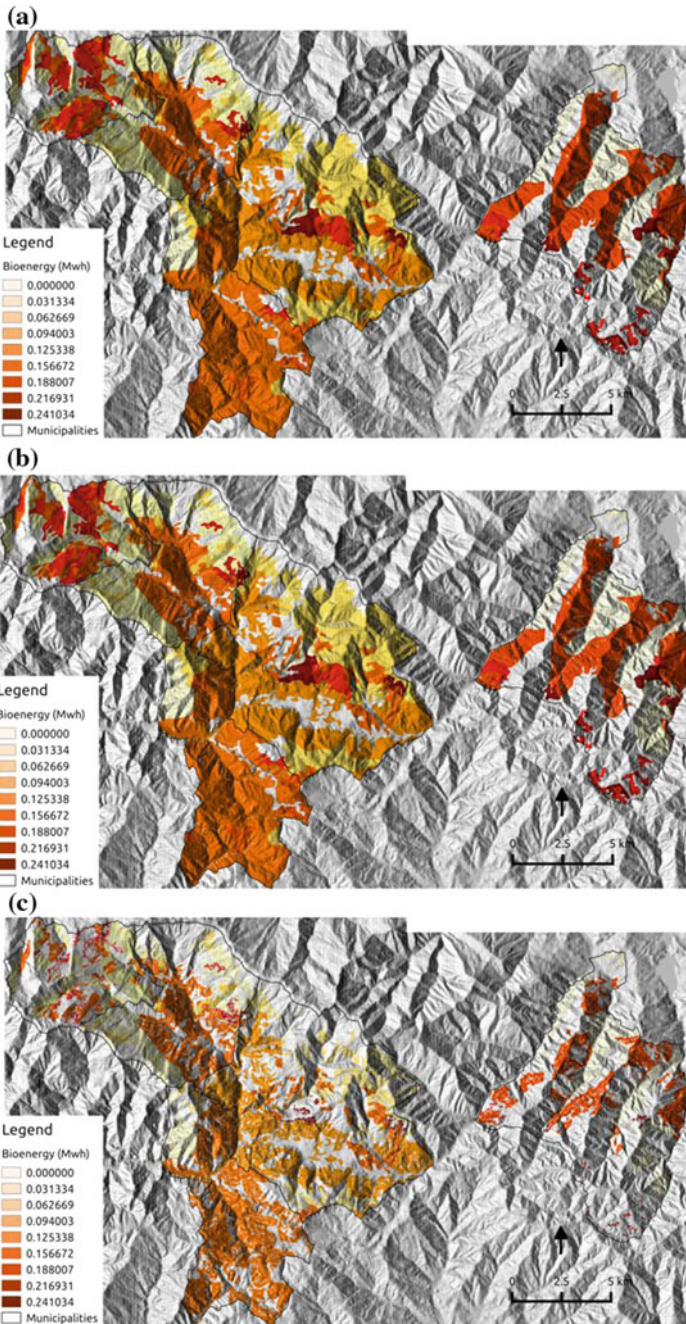 (a)
Legend
Bioenergy (Mwh)
0.000000
0.031334
0.062669
0.094003
0.125338
0.156672
0.188007
0.216931
0.241034
Municipalities
0 2.5 5 km
(b)
Legend
Bioenergy (Mwh)
0.000000
0.031334
0.062669
0.094003
0.125338
0.156672
0.188007
0.216931
0.241034
Municipalities
0 2.5 5 km
(c)
Legend
Bioenergy (Mwh)
0.000000
0.031334
0.062669
0.094003
0.125338
0.156672
0.188007
0.216931
0.241034
Municipalities
0 2.5 5 km